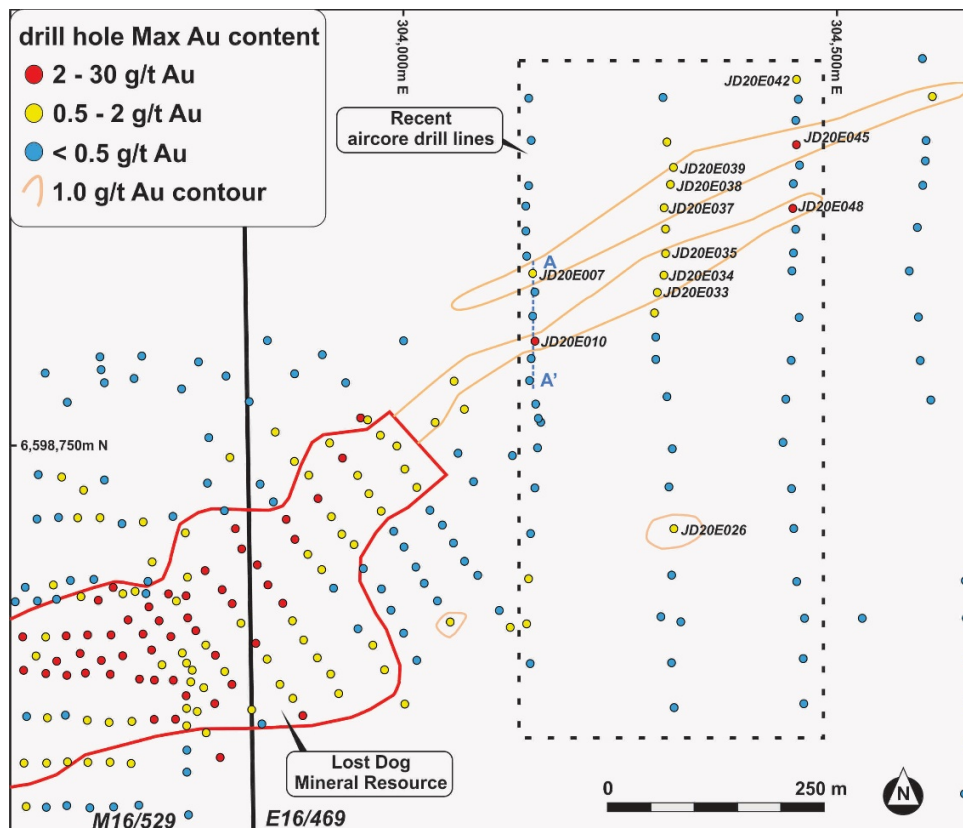 drill hole Max Au content
2 - 30 g/t Au
0.5 - 2 g/t Au
< 0.5 g/t Au
1.0 g/t Au contour
304,000m E
304,500m E
Recent
aircore drill lines
JD20E042
JD20E045
JD20E039
JD20E038
JD20E037
JD20E048
JD20E035
A
JD20E007
JD20E034
JD20E033
JD20E010
A'
6,598,750m N
JD20E026
Lost Dog
Mineral Resource
0 250 m
N
M16/529 E16/469